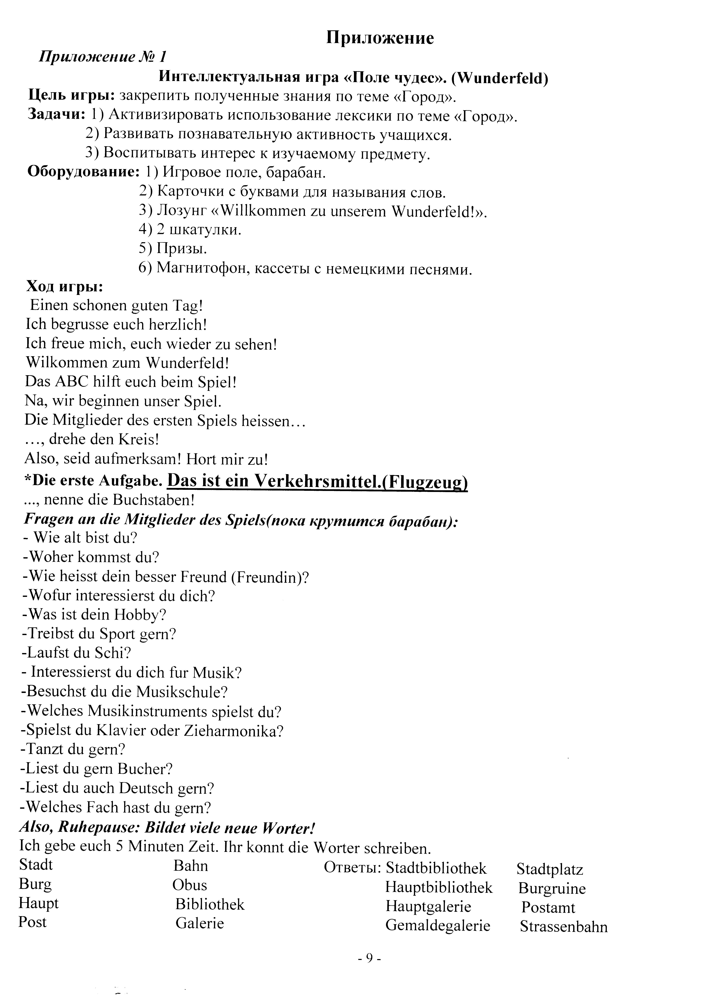 Приложение
Приложение № 1
Интеллектуальная игра «Поле чудес». (Wunderfeld)
Цель игры: закрепить полученные знания по теме «Город».
Задачи: 1) Активизировать использование лексики по теме «Город».
2) Развивать познавательную активность учащихся.
3) Воспитывать интерес к изучаемому предмету.
Оборудование: 1) Игровое поле, барабан.
2) Карточки с буквами для называния слов.
3) Лозунг «Willkommen zu unserem Wunderfeld!».
4) 2 шкатулки.
5) Призы.
6) Магнитофон, кассеты с немецкими песнями.
Ход игры:
Einen schonen guten Tag!
Ich begrusse euch herzlich!
Ich freue mich, euch wieder zu sehen!
Wilkommen zum Wunderfeld!
Das ABC hilft euch beim Spiel!
Na, wir beginnen unser Spiel.
Die Mitglieder des ersten Spiels heissen…
…, drehe den Kreis!
Also, seid aufmerksam! Hort mir zu!
*Die erste Aufgabe. Das ist ein Verkehrsmittel.(Flugzeug)
..., nenne die Buchstaben!
Fragen an die Mitglieder des Spiels(пока крутится барабан):
- Wie alt bist du?
-Woher kommst du?
-Wie heisst dein besser Freund (Freundin)?
-Wofur interessierst du dich?
-Was ist dein Hobby?
-Treibst du Sport gern?
-Laufst du Schi?
- Interessierst du dich fur Musik?
-Besuchst du die Musikschule?
-Welches Musikinstruments spielst du?
-Spielst du Klavier oder Zieharmonika?
-Tanzt du gern?
-Liest du gern Bucher?
-Liest du auch Deutsch gern?
-Welches Fach hast du gern?
Also, Ruhepause: Bildet viele neue Worter!
Ich gebe euch 5 Minuten Zeit. Ihr konnt die Worter schreiben.
Stadt Bahn Ответы: Stadtbibliothek Stadtplatz
Burg Obus Hauptbibliothek Burgruine
Haupt Bibliothek Hauptgalerie Postamt
Post Galerie Gemaldegalerie Strassenbahn
- 9 -